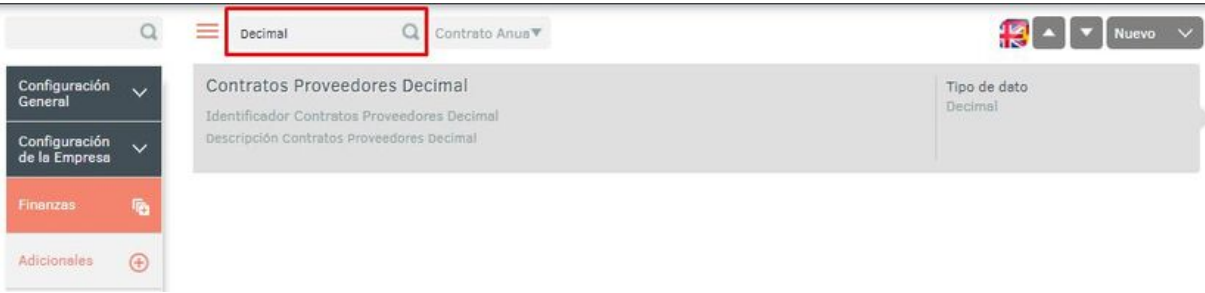 Decimal
Contrato Anua
Nuevo
Configuración
General
Configuración
de la Empresa
Finanzas
Adicionales
Contratos Proveedores Decimal
Identificador Contratos Proveedores Decimal
Descripción Contratos Proveedores Decimal
Tipo de dato
Decimal